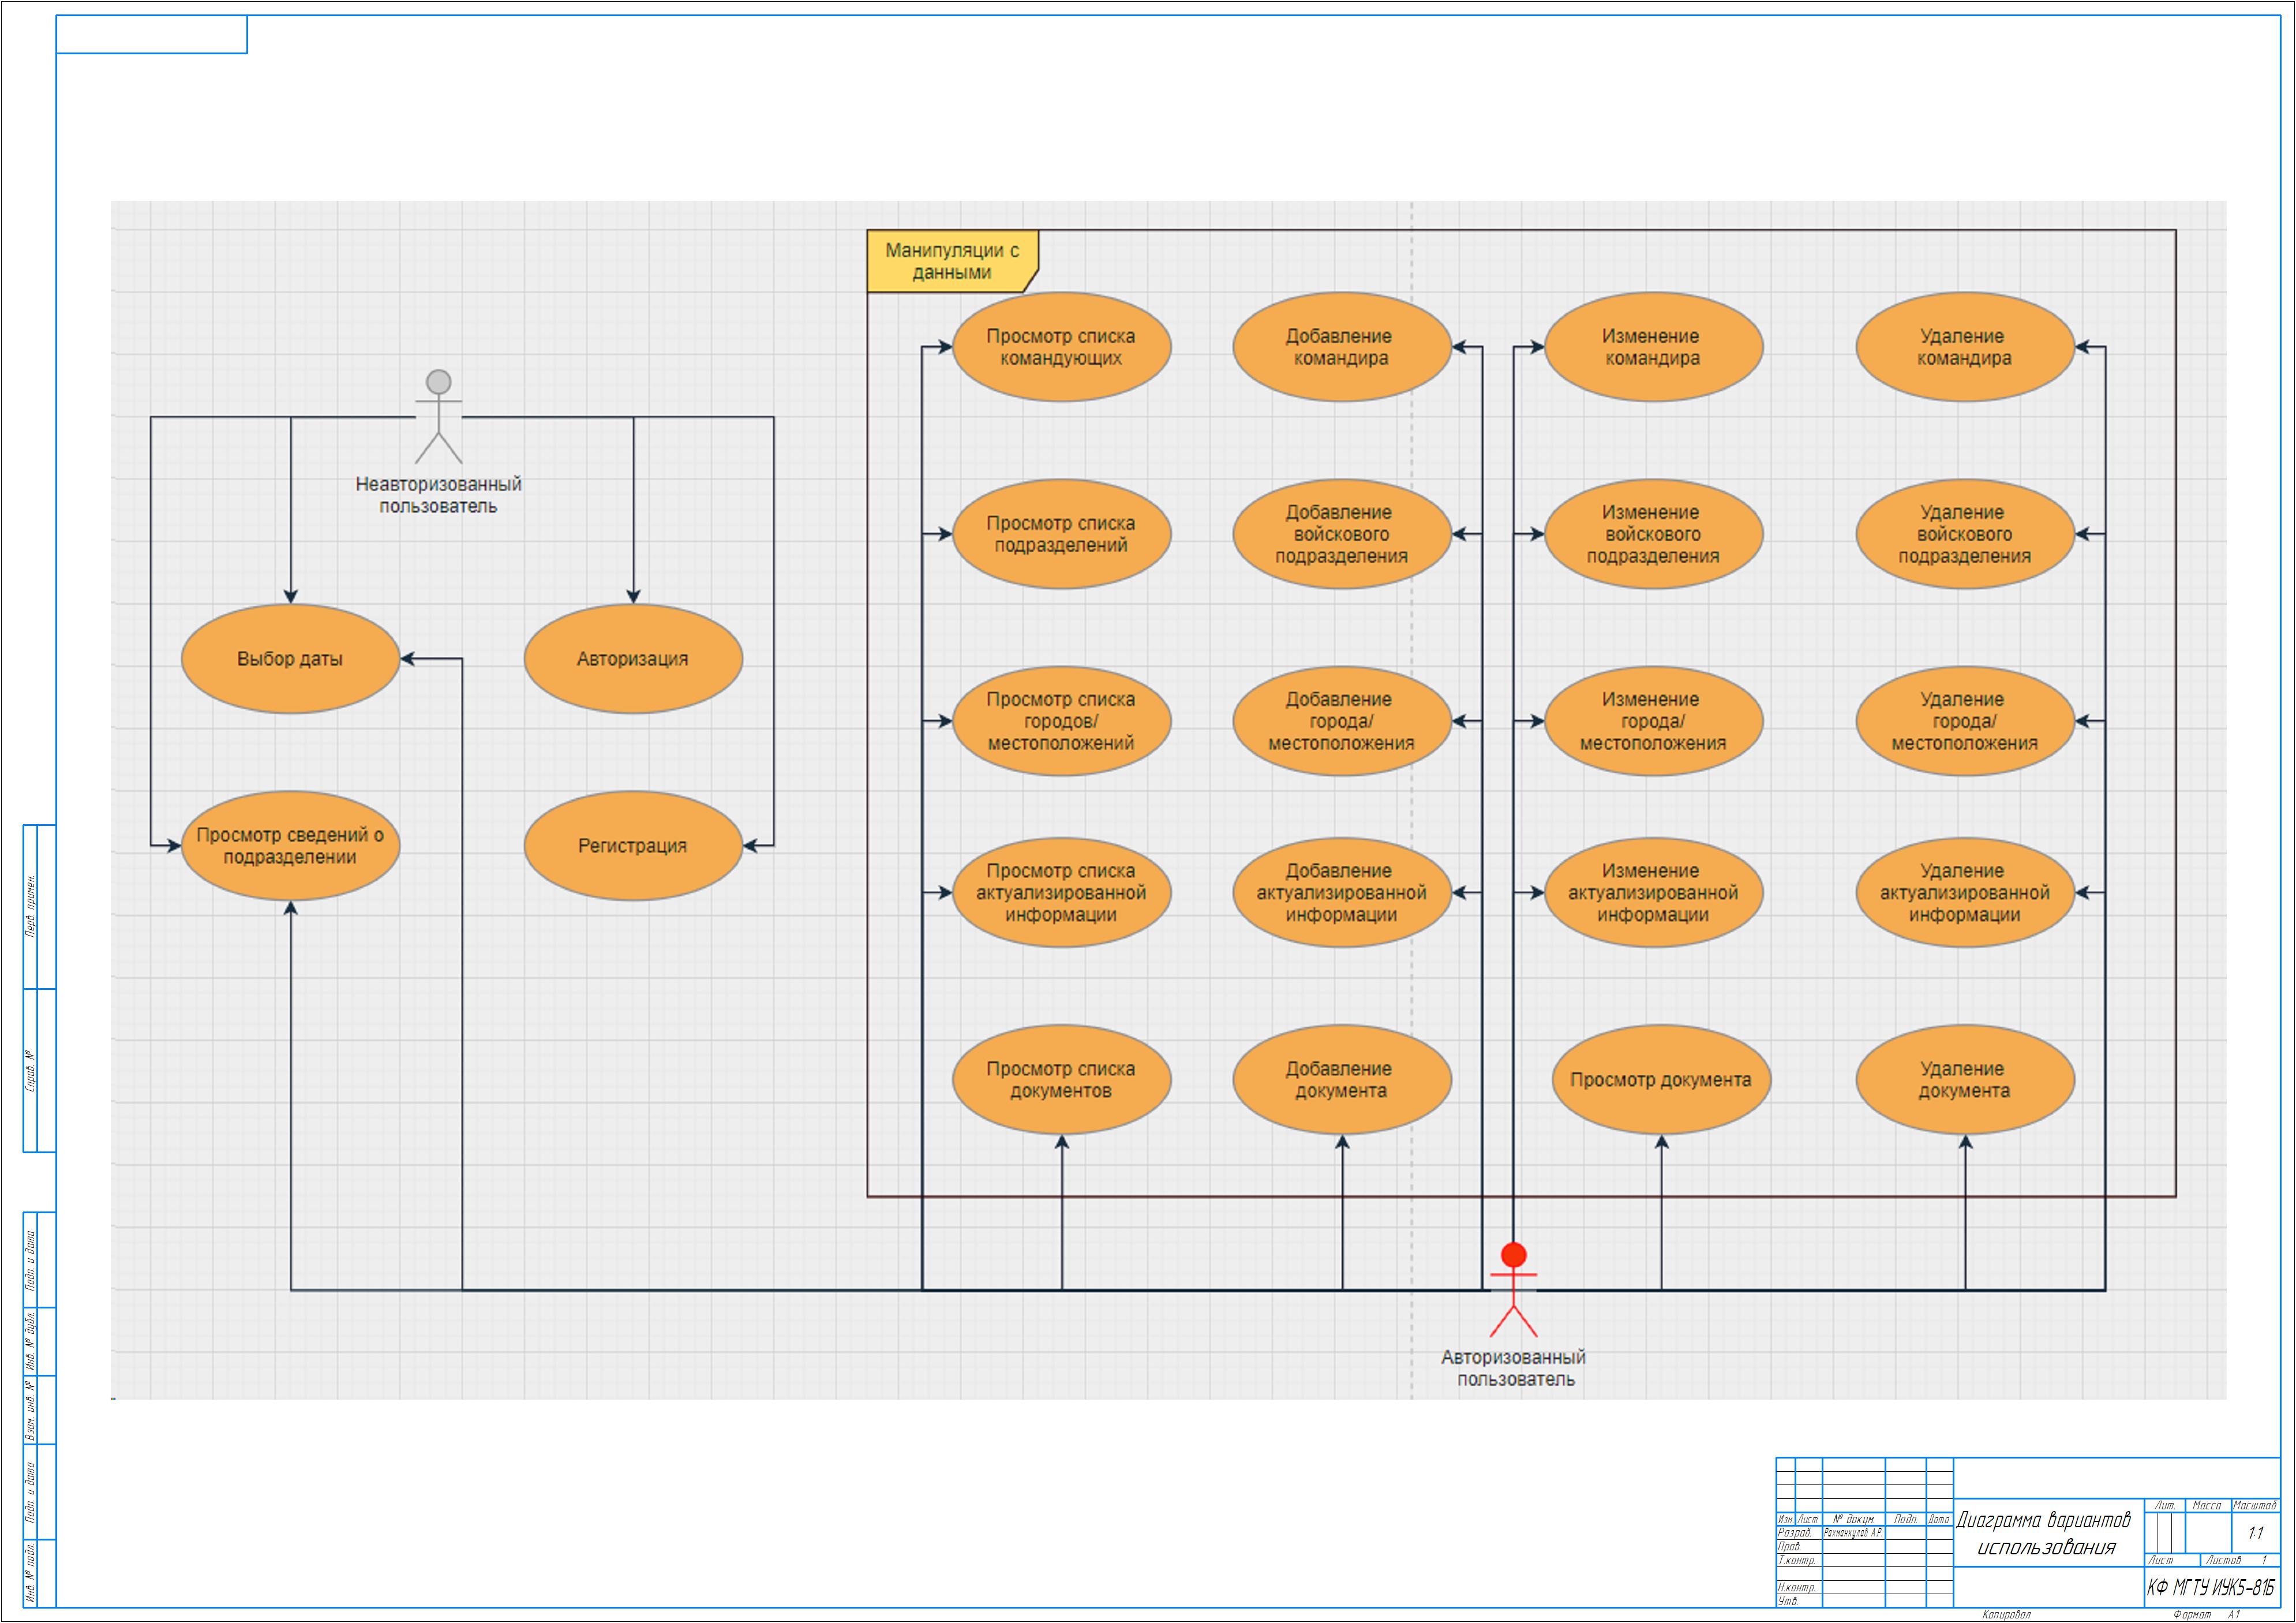 Манипуляции с
данными
Просмотр списка
командующих
Добавление
командира
Изменение
командира
Удаление
командира
Неавторизованный
пользователь
Просмотр списка
подразделений
Добавление
войскового
подразделения
Изменение
войскового
подразделения
Удаление
войскового
подразделения
Выбор даты
Авторизация
Просмотр списка
городов/
местоположений
Добавление
города/
местоположения
Изменение
города/
местоположения
Удаление
города/
местоположения
Просмотр сведений о
подразделении
Регистрация
Просмотр списка
актуализированной
информации
Добавление
актуализированной
информации
Изменение
актуализированной
информации
Удаление
актуализированной
информации
Просмотр списка
документов
Добавление
документа
Просмотр документа
Удаление
документа
Авторизованный
пользователь
Перв. примен.
Справ. №
Подп. и дата
Инв. № дубл.
Взам. инв. №
Подп. и дата
Инв. № подл.
Изм. Лист № докум. Подп. Дата
Разраб. Рахманкулов А.Р.
Пров.
Т.контр.
Н.контр.
Утв.
Диаграмма вариантов
использования
Лит. Масса Масштаб
1:1
Лист Листов 1
КФ МГТУ ИУК5-81Б
Копировал Формат А1